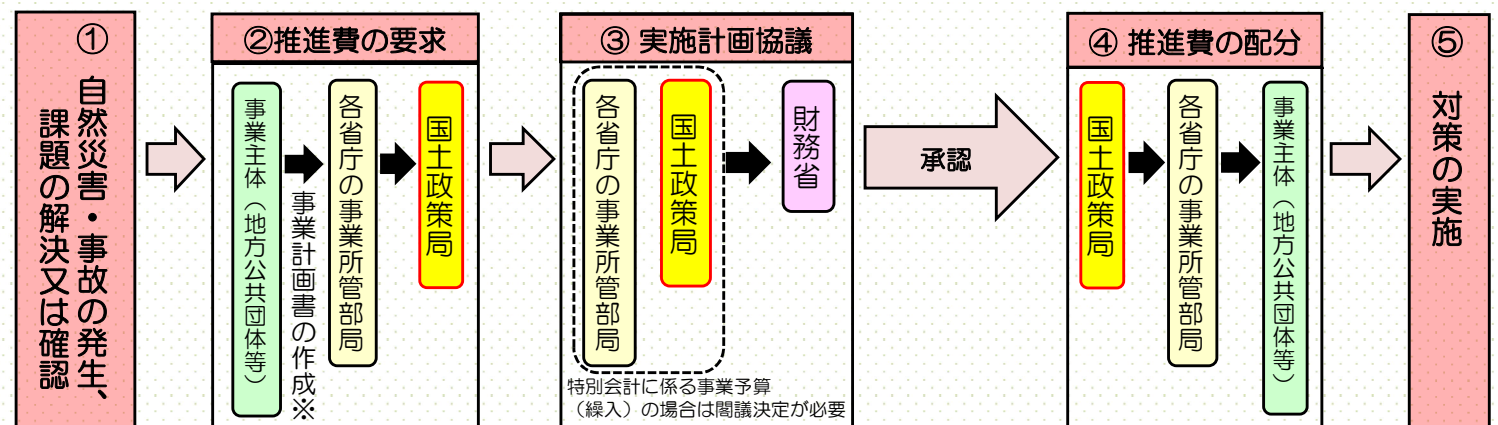 ①
自然災害・事故の発生、
課題の解決又は確認
②推進費の要求
事業主体（地方公共団体等）
事業計画書の作成※
各省庁の事業所管部局
国土政策局
③ 実施計画協議
各省庁の事業所管部局
国土政策局
財務省
特別会計に係る事業予算
（繰入）の場合は閣議決定が必要
承認
④ 推進費の配分
国土政策局
各省庁の事業所管部局
事業主体（地方公共団体等）
⑤
対策の実施